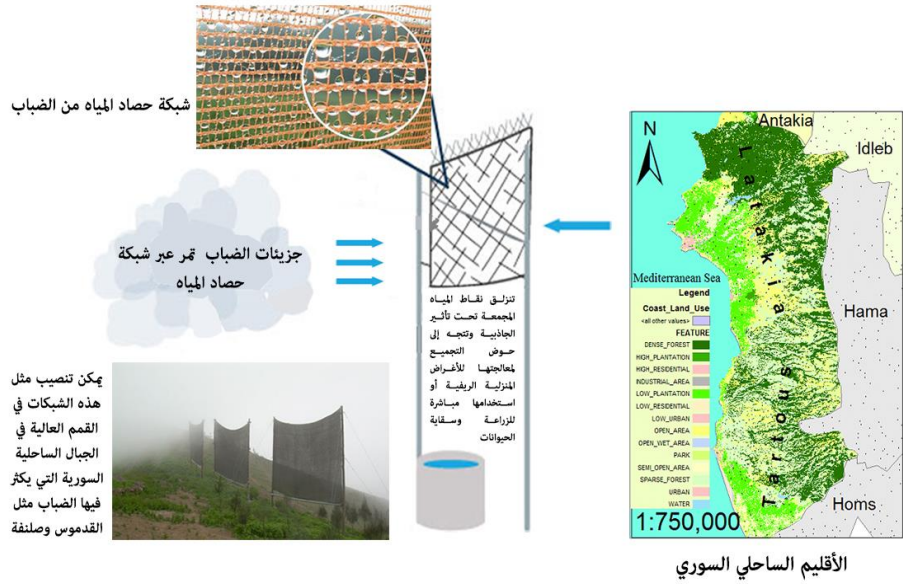 شبكة حصاد المياه من الضباب
جزيئات الضباب تمر عبر شبكة
حصاد المياه
تنزلق نقاط المياه
المجمعة تحت تأثير
الجاذبية وتتجه إلى
حوض التجميع
لمعالجتها للأغراض
المنزلية الريفية أو
استخدامها مباشرة
للزراعة وسقاية
الحيوانات
يمكن تنصيب مثل
هذه الشبكات في
القمم العالية في
الجبال الساحلية
السورية التي يكثر
فيها الضباب مثل
القدموس وصلنفة
N
Antakia
Idleb
Latakia
Mediterranean Sea
Hama
Tartous
Homs
Legend
Coast_Land_Use
<all other values>
FEATURE
DENSE_FOREST
HIGH_PLANTATION
HIGH_RESIDENTIAL
INDUSTRIAL_AREA
LOW_PLANTATION
LOW_RESIDENTIAL
LOW_URBAN
OPEN_AREA
OPEN_WET_AREA
PARK
SEMI_OPEN_AREA
SPARSE_FOREST
URBAN
WATER
1:750,000
الأقليم الساحلي السوري